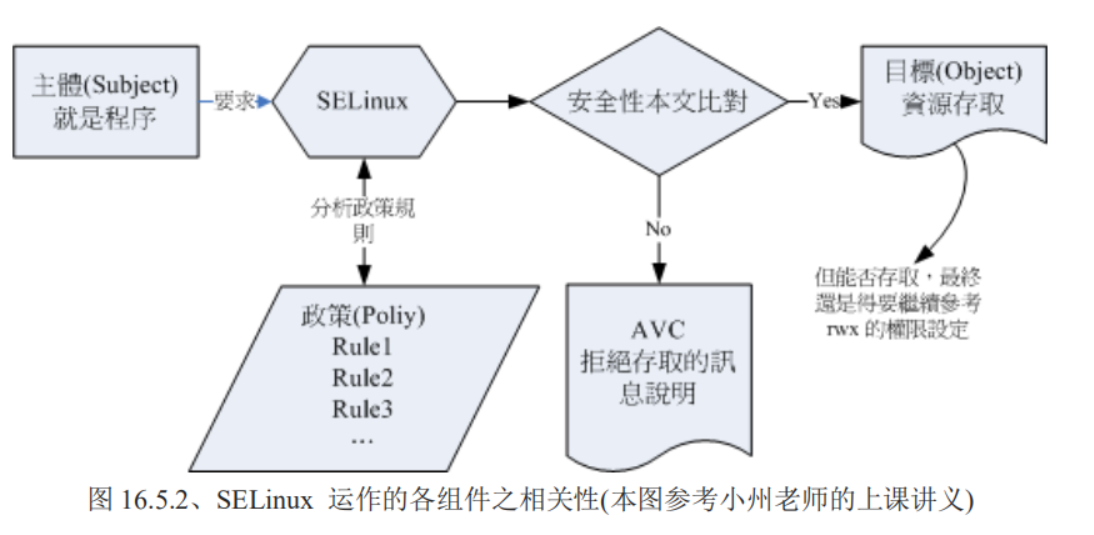 主體(Subject)
就是程序
要求
SELinux
安全性本文比對
Yes
目標(Object)
資源存取
分析政策規
則
No
但能否存取，最終
還是得要繼續參考
rwx 的權限設定
政策(Poliy)
Rule1
Rule2
Rule3
...
AVC
拒絕存取的訊
息說明
图 16.5.2、SELinux 运作的各组件之相关性(本图参考小州老师的上课讲义)